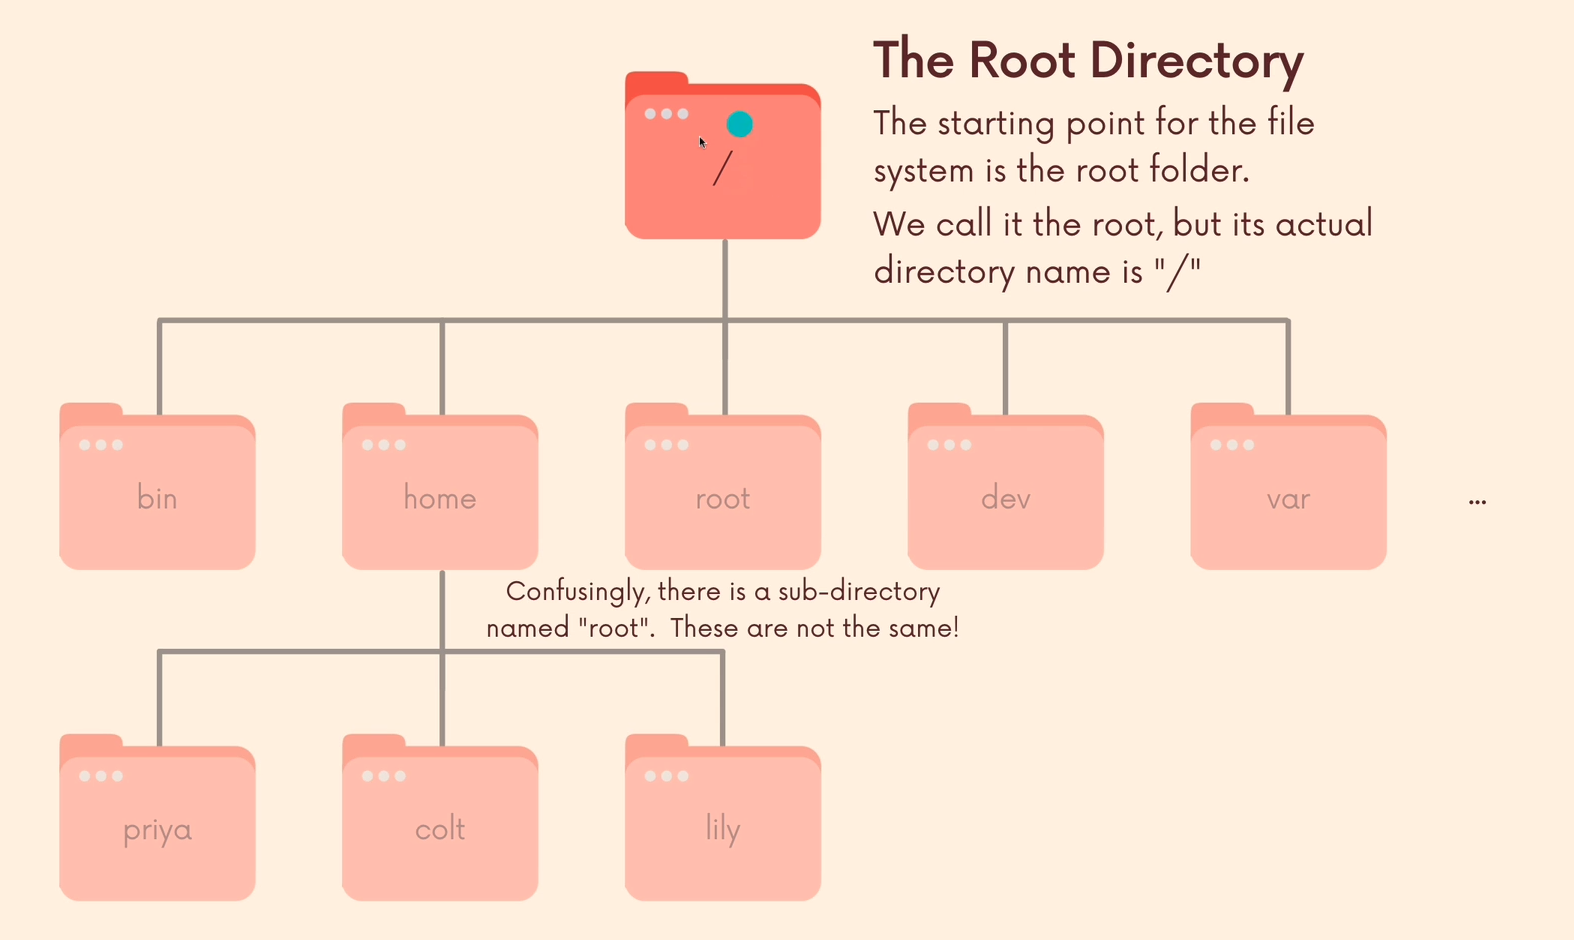 The Root Directory
The starting point for the file
system is the root folder.
We call it the root, but its actual
directory name is "/"
/
bin
home
root
dev
var
...
Confusingly, there is a sub-directory
named "root".  These are not the same!
priya
colt
lily